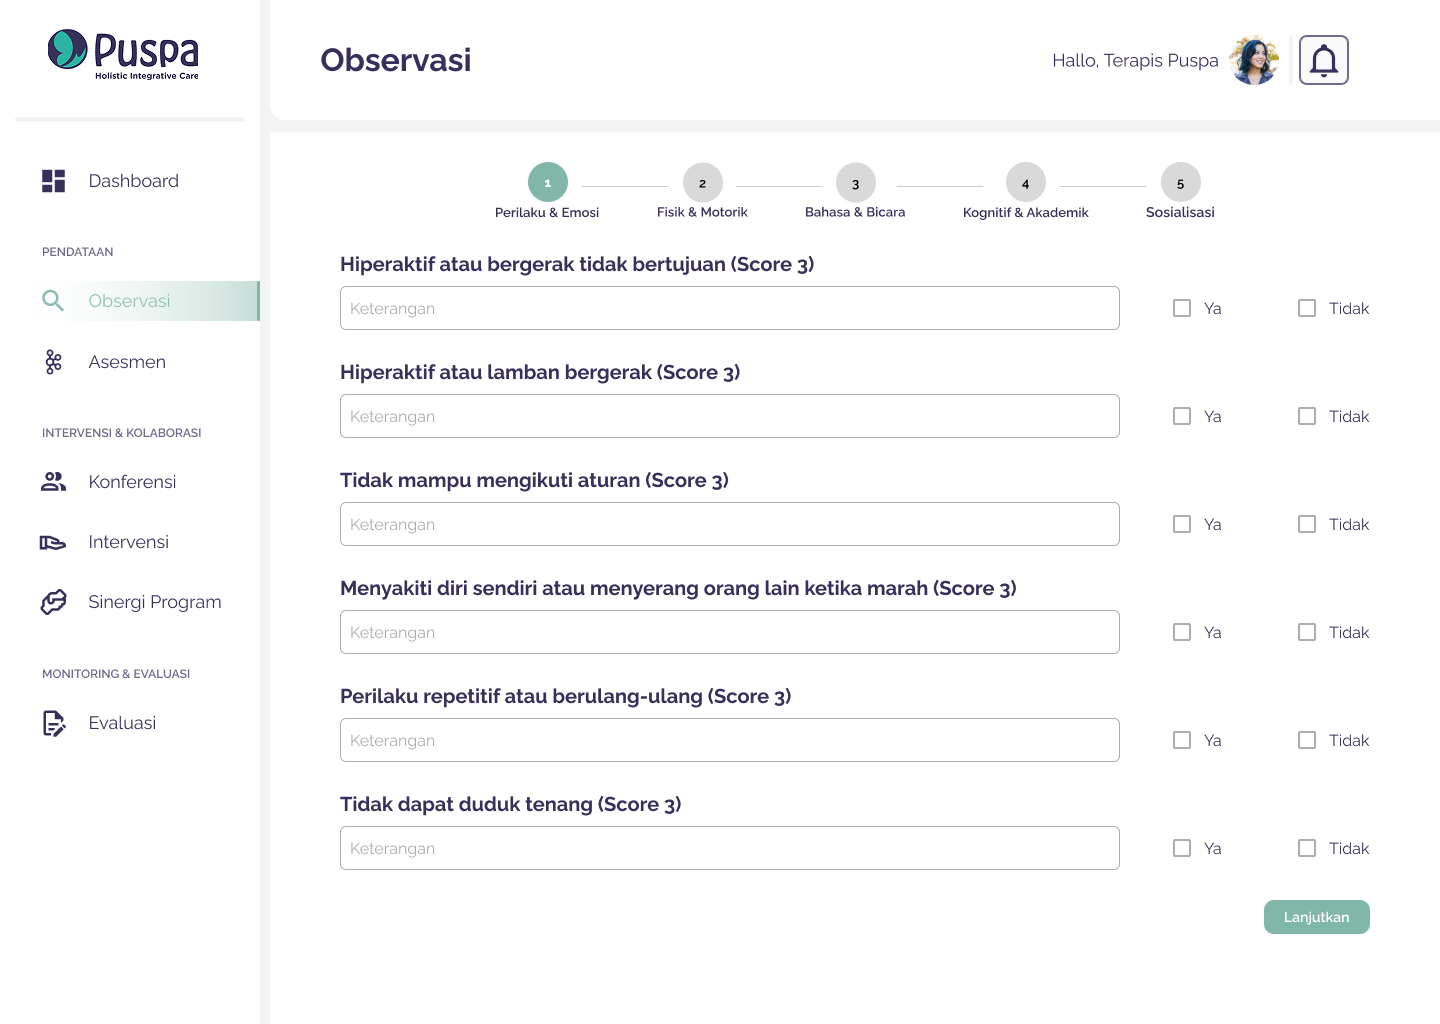 Puspa
Holistic Integrative Care
Observasi
Hallo, Terapis Puspa
Dashboard
PENDATAAN
Observasi
Asesmen
INTERVENSI & KOLABORASI
Konferensi
Intervensi
Sinergi Program
MONITORING & EVALUASI
Evaluasi
1 2 3 4 5
Perilaku & Emosi Fisik & Motorik Bahasa & Bicara Kognitif & Akademik Sosialisasi
Hiperaktif atau bergerak tidak bertujuan (Score 3)
Keterangan Ya Tidak
Hiperaktif atau lamban bergerak (Score 3)
Keterangan Ya Tidak
Tidak mampu mengikuti aturan (Score 3)
Keterangan Ya Tidak
Menyakiti diri sendiri atau menyerang orang lain ketika marah (Score 3)
Keterangan Ya Tidak
Perilaku repetitif atau berulang-ulang (Score 3)
Keterangan Ya Tidak
Tidak dapat duduk tenang (Score 3)
Keterangan Ya Tidak
Lanjutkan